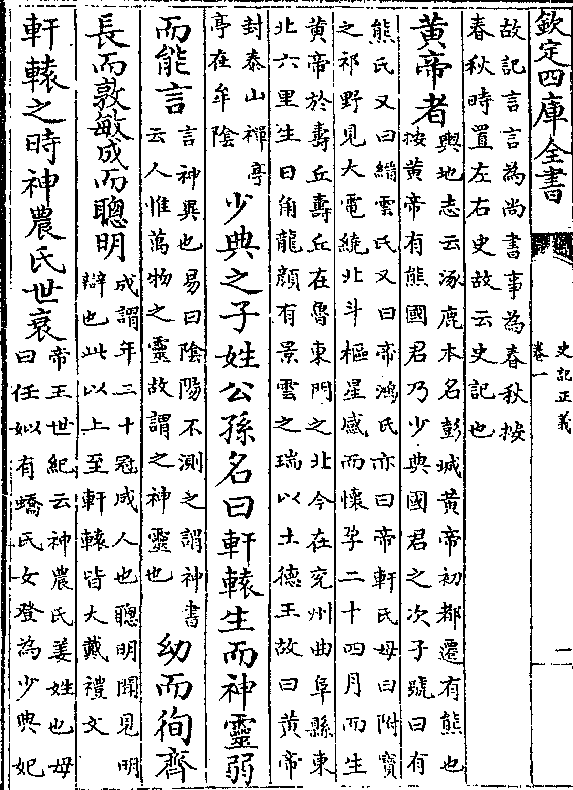 欽定四庫全書
史記正義
卷一
一
故記言言為尚書事為春秋按
春秋時置左右史故云史記也
黄帝者
輿地志云涿鹿本名彭城黄帝初都遷有熊也
按黄帝有熊國君乃少典國君之次子號曰有
熊氏又曰縉雲氏又曰帝鴻氏亦曰帝軒氏母曰附寳
之祁野見大電繞北斗樞星感而懷孕二十四月而生
黄帝於壽丘壽丘在魯東門之北今在兖州曲阜縣東
北六里生日角龍顔有景雲之瑞以土德王故曰黄帝
封泰山禪亭
亭在牟陰
少典之子姓公孫名曰軒轅生而神靈弱
而能言
言神異也易曰陰陽不測之謂神書
云人惟萬物之靈故謂之神靈也
幼而徇齊
長而敦敏成而聰明
成謂年二十冠成人也聰明聞見明
辯也此以上至軒轅皆大戴禮文
軒轅之時神農氏世衰
帝王世紀云神農氏姜姓也母
曰任姒有蟜氏女登為少典妃